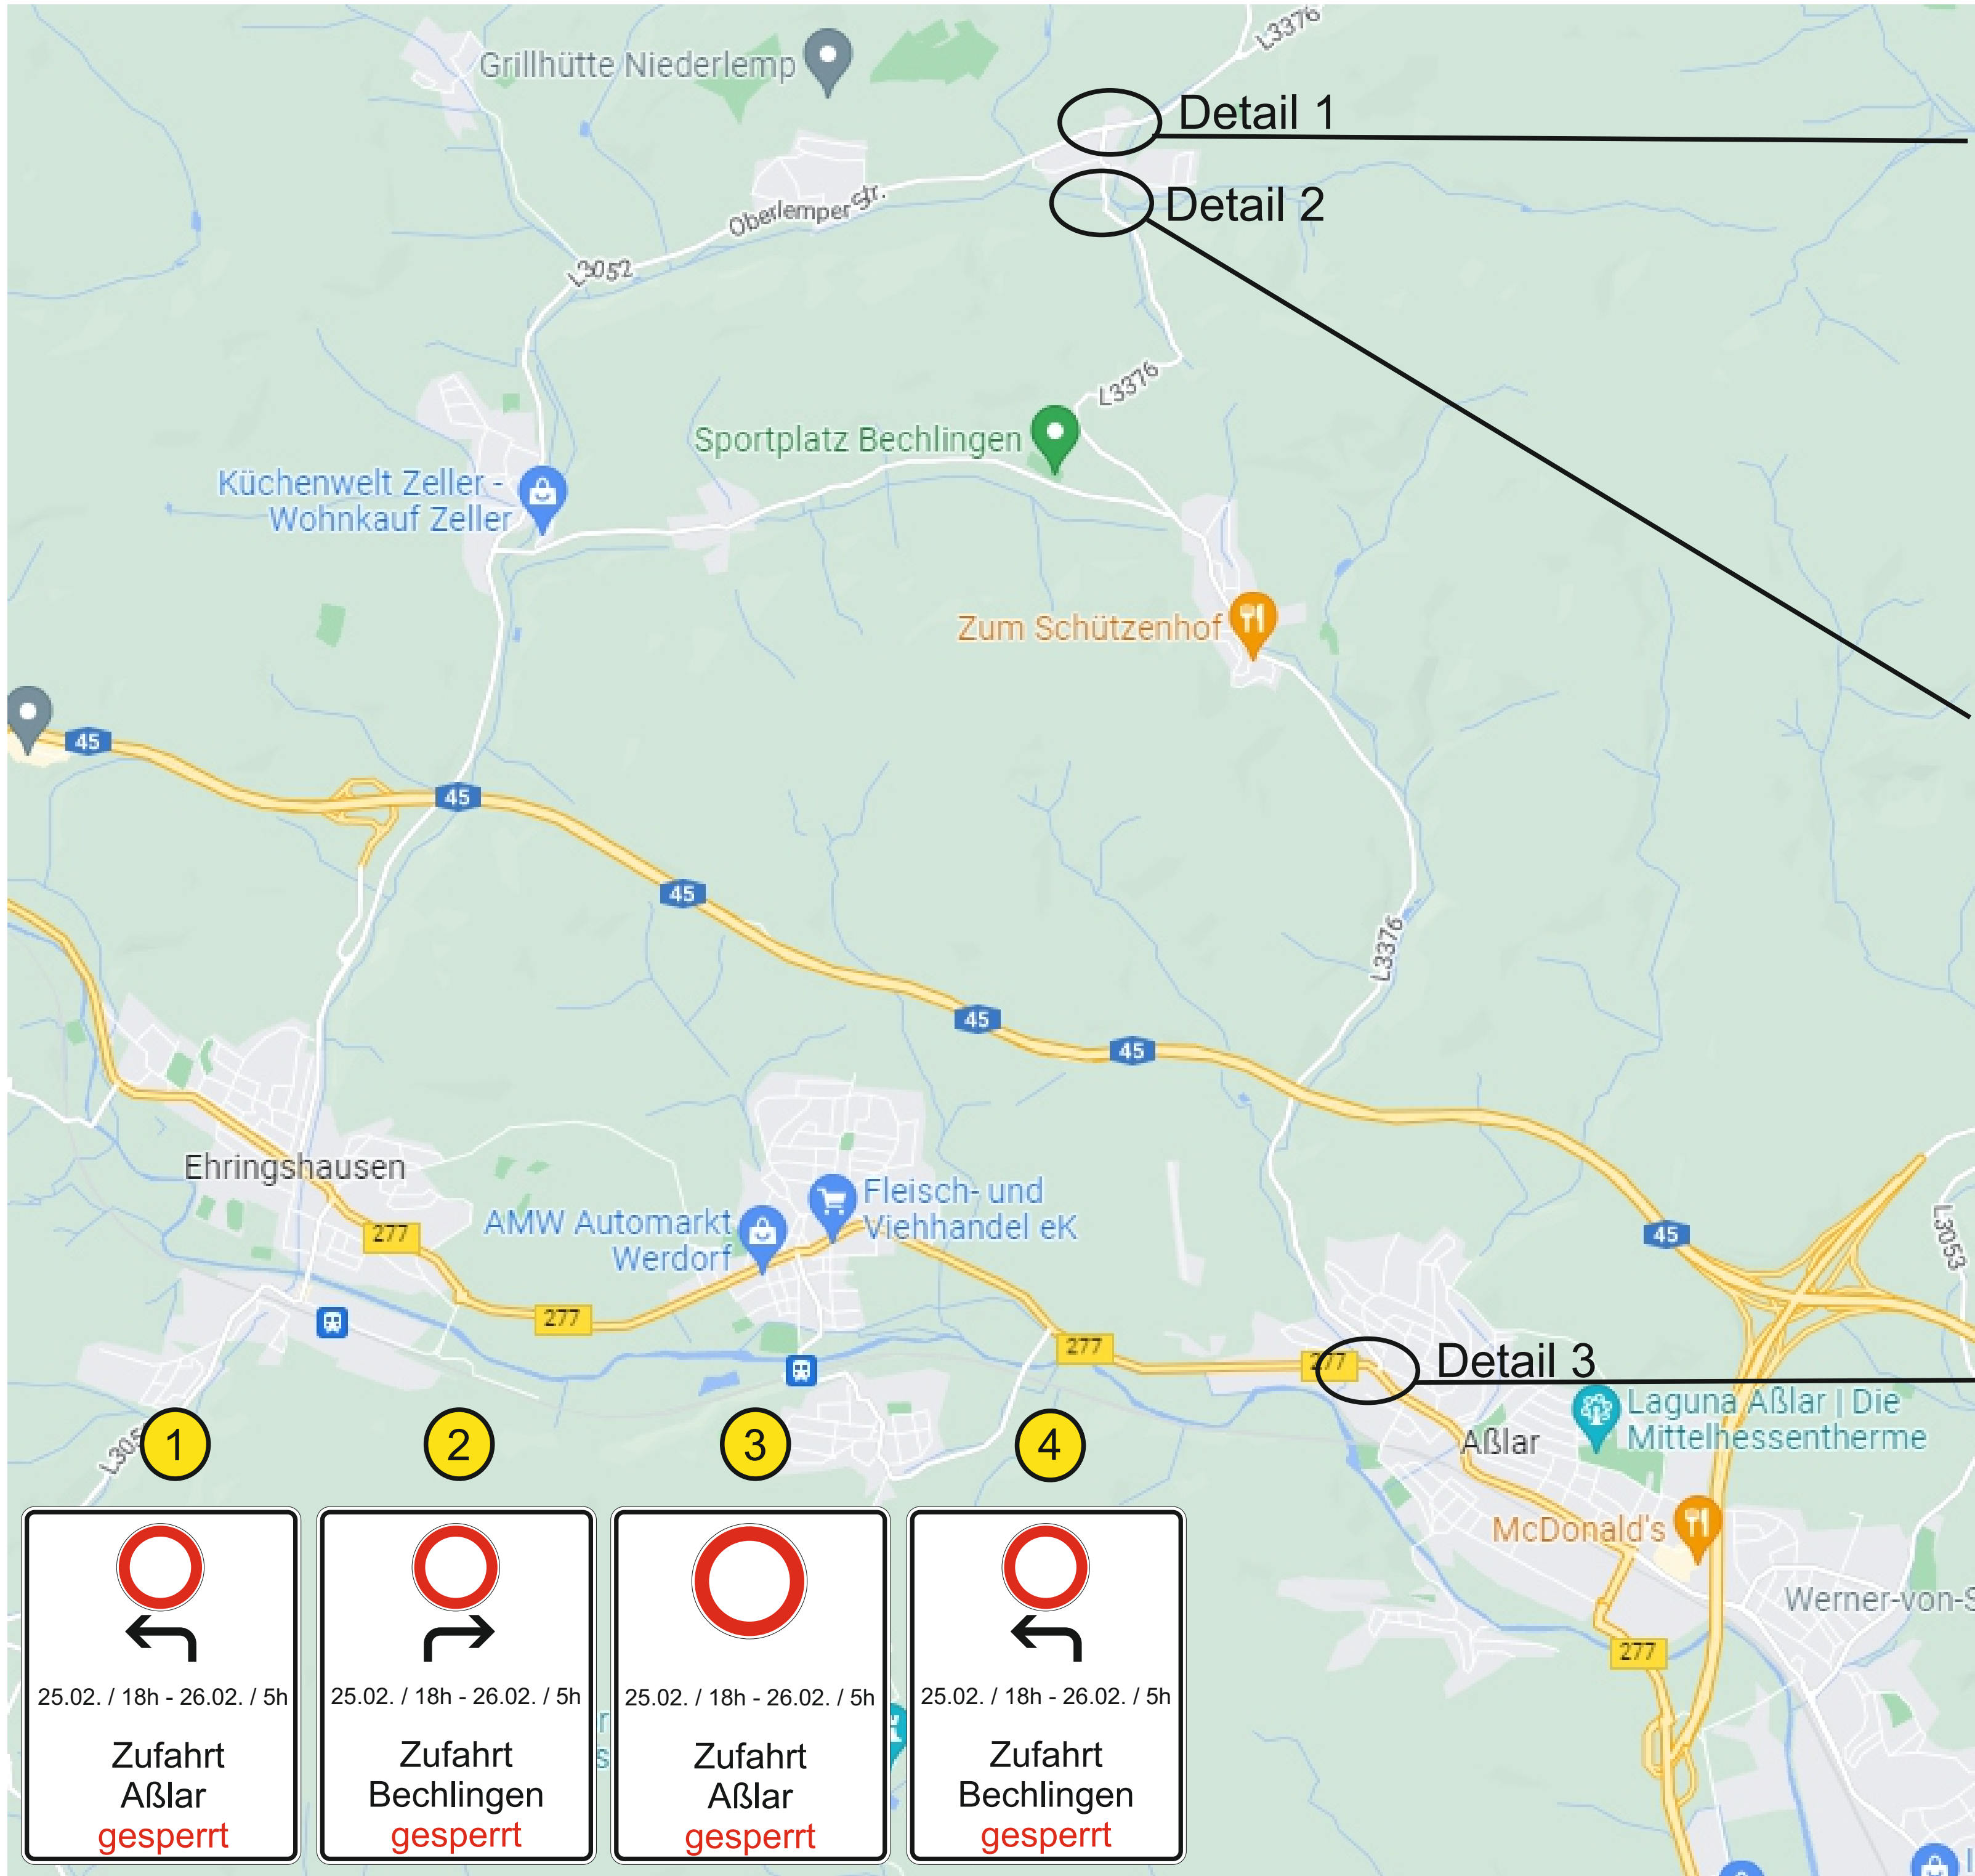 L3376
Grillhütte Niederlemp
Detail 1
Detail 2
Oberlemper Str.
L3052
L3376
Sportplatz Bechlingen
Küchenwelt Zeller -
Wohnkauf Zeller
Zum Schützenhof
45
45
45
L3376
45
45
Ehringshausen
Fleisch- und
Viehhandel eK
AMW Automarkt
Werdorf
277
45
L3053
277
277
277
Detail 3
Laguna Aßlar | Die
Mittelhessentherme
Aßlar
L305
McDonald's
Werner-von-S
277
1
25.02. / 18h - 26.02. / 5h
Zufahrt
Aßlar
gesperrt
2
25.02. / 18h - 26.02. / 5h
Zufahrt
Bechlingen
gesperrt
3
25.02. / 18h - 26.02. / 5h
Zufahrt
Aßlar
gesperrt
4
25.02. / 18h - 26.02. / 5h
Zufahrt
Bechlingen
gesperrt